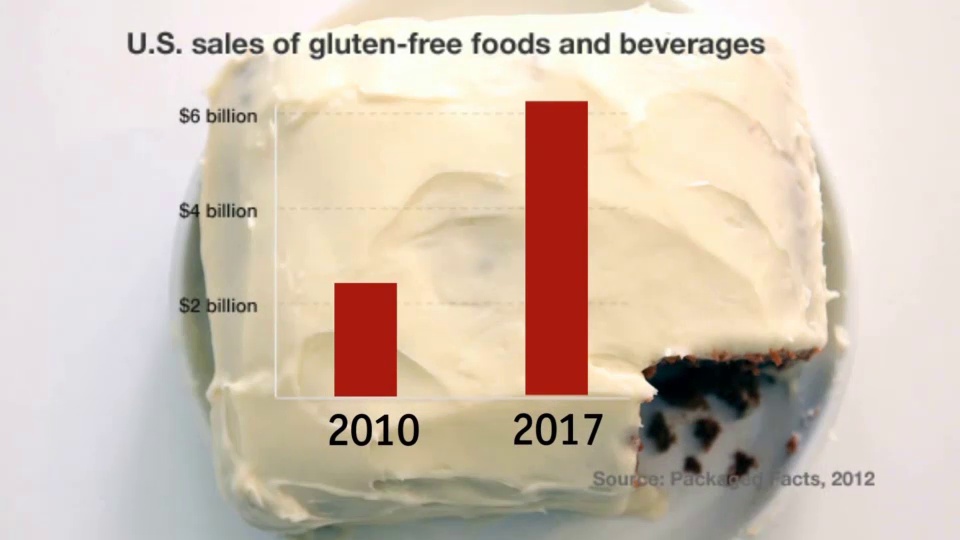 U.S. sales of gluten-free foods and beverages
$6 billion
$4 billion
$2 billion
2010 2017
Source: Packaged Facts, 2012